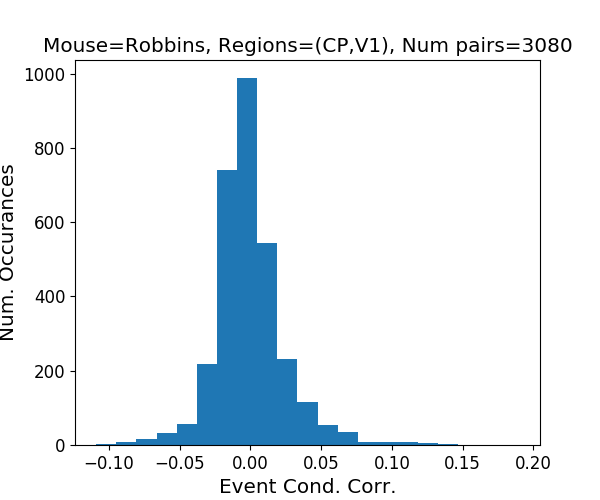 Mouse=Robbins, Regions=(CP,V1), Num pairs=3080
1000
800
600
400
200
0
Num. Occurances
−0.10 −0.05 0.00 0.05 0.10 0.15 0.20
Event Cond. Corr.